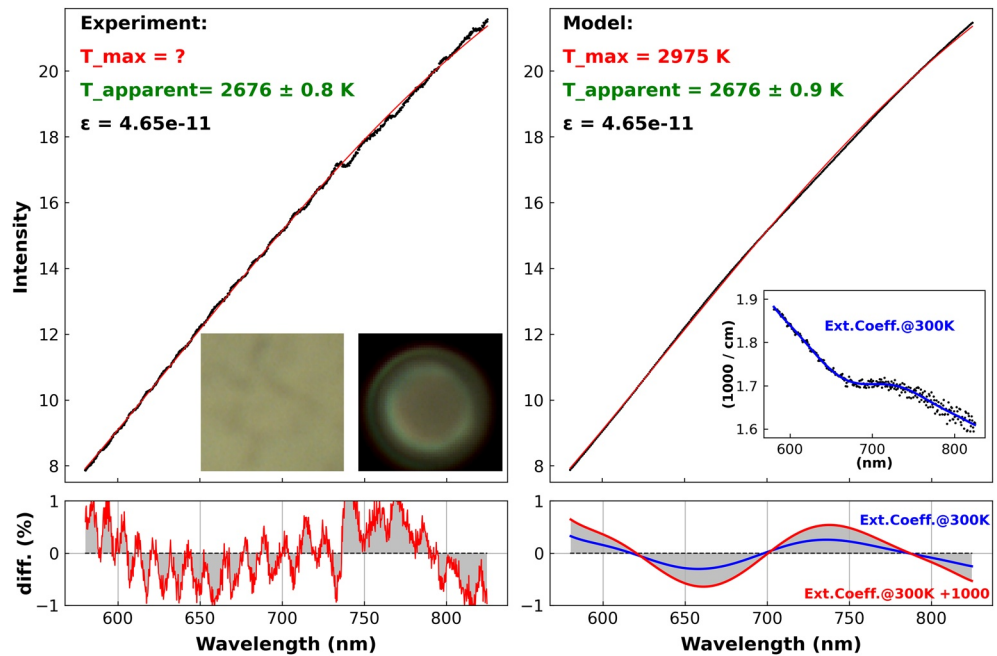 Experiment:
T_max = ?
T_apparent= 2676 ± 0.8 K
ε = 4.65e-11
Intensity
20
18
16
14
12
10
8
Model:
T_max = 2975 K
T_apparent = 2676 ± 0.9 K
ε = 4.65e-11
Ext.Coeff.@300K
(1000 / cm)
1.9
1.8
1.7
1.6
600 700 800
(nm)
diff. (%)
1
0
−1
600 650 700 750 800
Wavelength (nm)
Ext.Coeff.@300K
Ext.Coeff.@300K +1000
1
0
−1
600 650 700 750 800
Wavelength (nm)